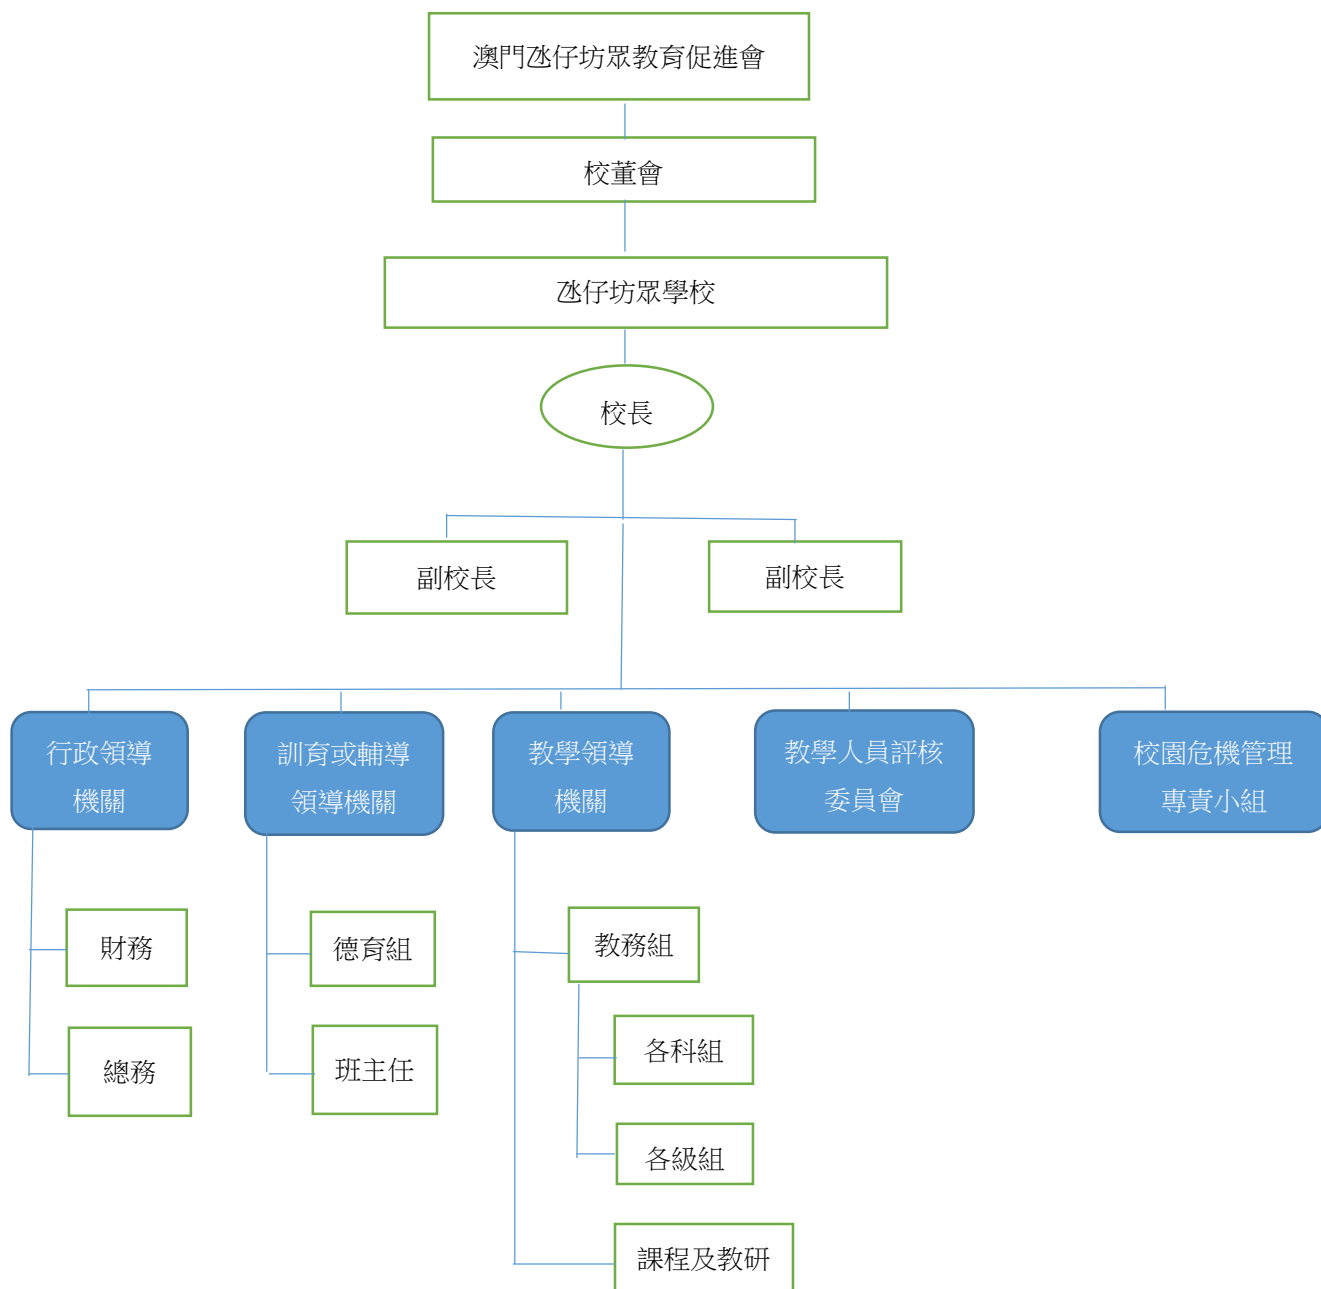 澳門氹仔坊眾教育促進會
校董會
氹仔坊眾學校
校長
副校長
副校長
行政領導
機關
訓育或輔導
領導機關
教學領導
機關
教學人員評核
委員會
校園危機管理
專責小組
財務
德育組
教務組
各科組
總務
班主任
各級組
課程及教研